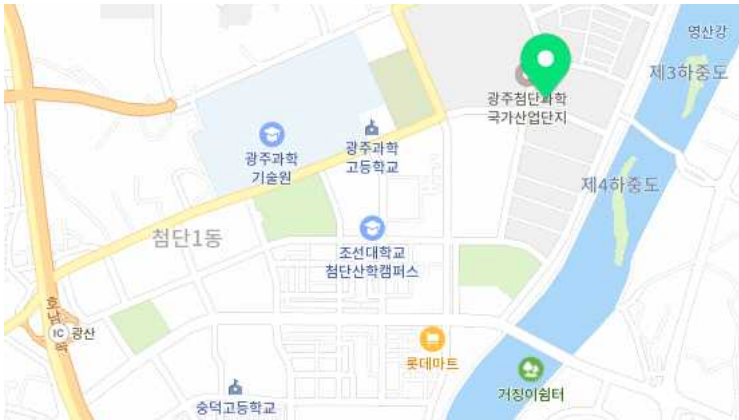 영산강
제3하중도
광주첨단과학
국가산업단지
광주과학
고등학교
광주과학
기술원
제4하중도
첨단1동
조선대학교
첨단산학캠퍼스
호남
IC 광산
롯데마트
거징이쉼터
숭덕고등학교